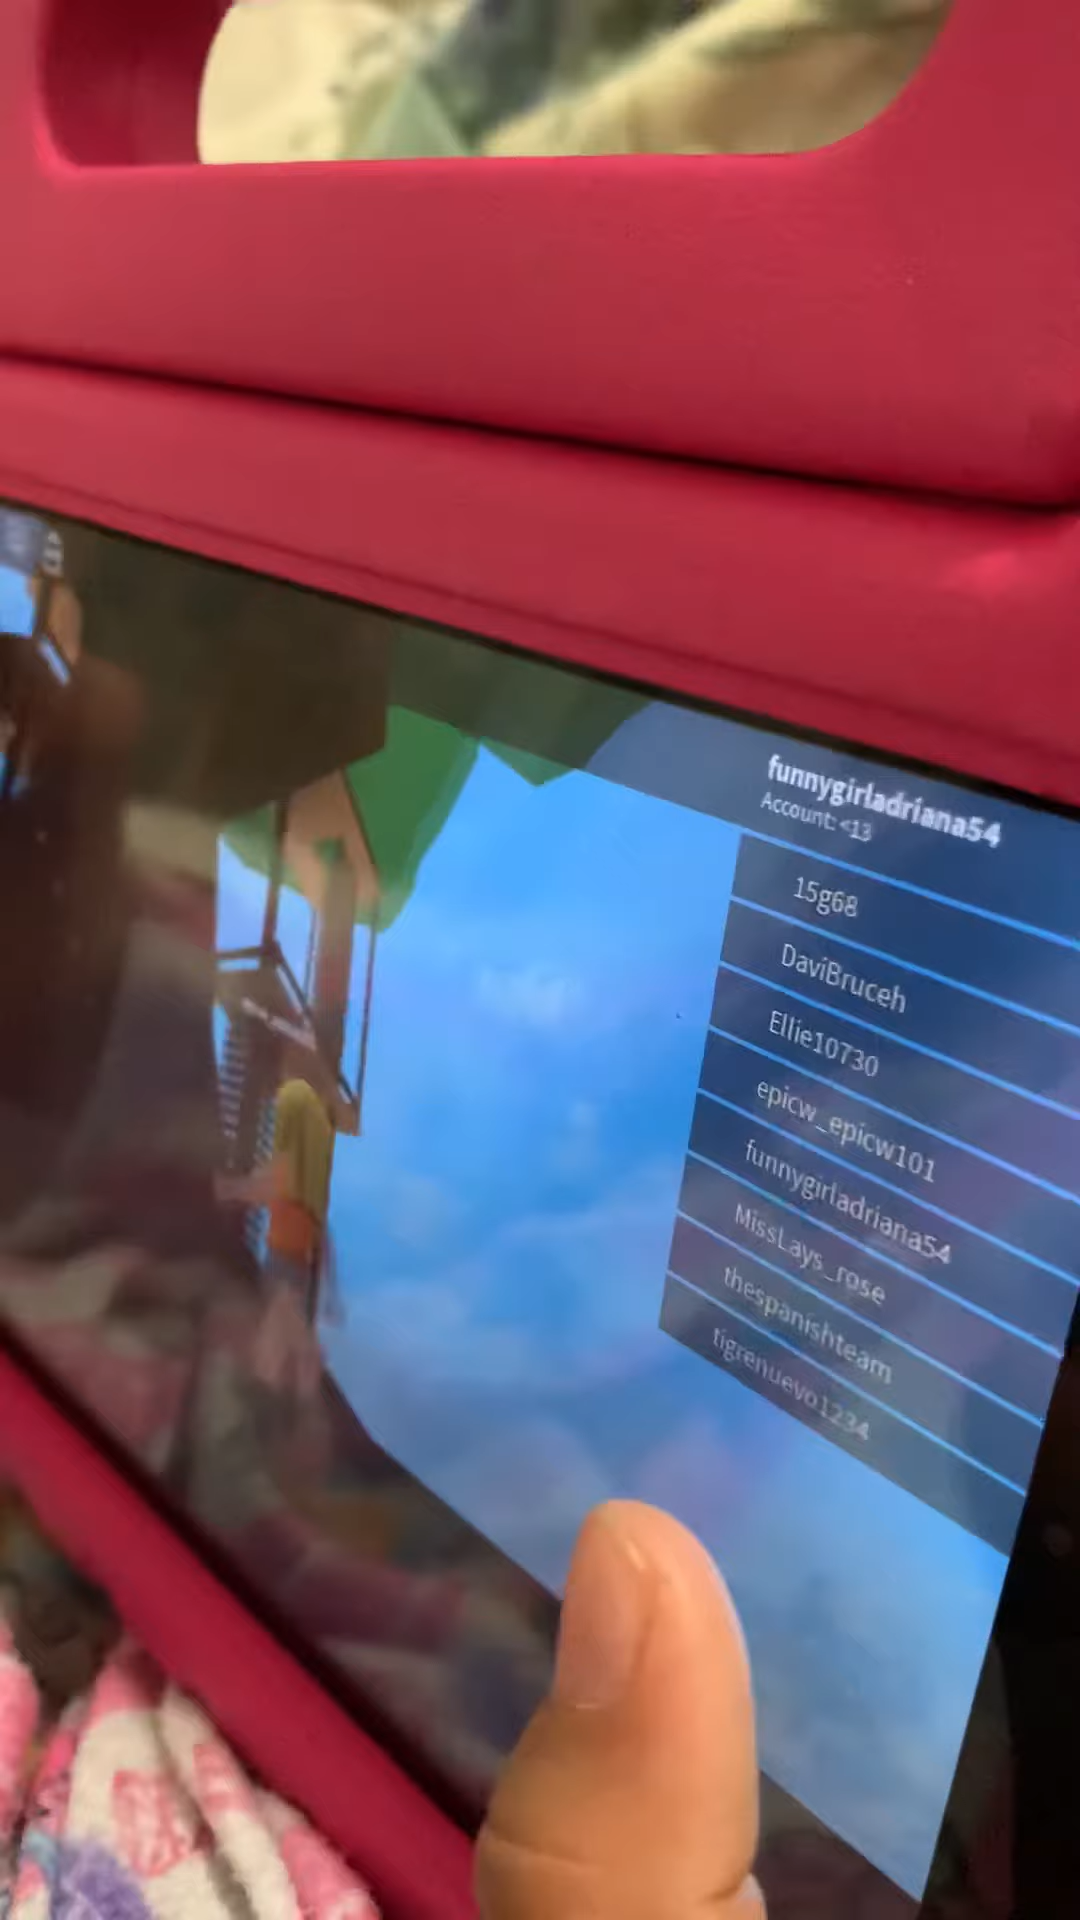 funnygirladriana54
Account: <13
15g68
DaviBruceh
Ellie10730
epicw_epicw101
funnygirladriana54
MissLays_rose
thespanishteam
tigrenuevo1234